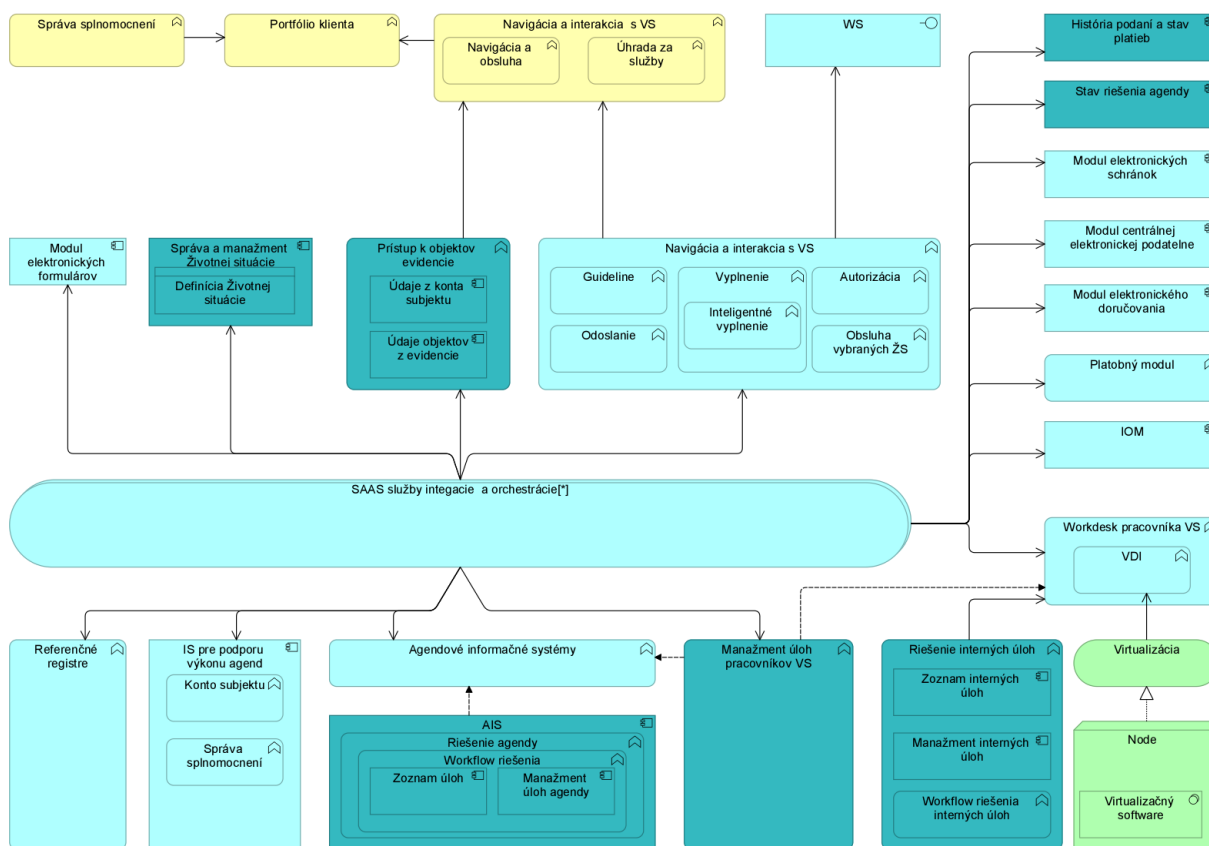 Správa splnomocnení
Portfólio klienta
Navigácia a interakcia  s VS
Navigácia a
obsluha
Úhrada za
služby
WS
História podaní a stav
platieb
Stav riešenia agendy
Modul elektronických
schránok
Modul centrálnej
elektronickej podatelne
Modul elektronického
doručovania
Platobný modul
IOM
Modul
elektronických
formulárov
Správa a manažment
Životnej situácie
Definícia Životnej
situácie
Prístup k objektov
evidencie
Údaje z konta
subjektu
Údaje objektov
z evidencie
Navigácia a interakcia s VS
Guideline
Vyplnenie
Inteligentné
vyplnenie
Autorizácia
Odoslanie
Obsluha
vybraných ŽS
SAAS služby integacie  a orchestrácie[*]
Workdesk pracovníka VS
VDI
Referenčné
registre
IS pre podporu
výkonu agend
Konto subjektu
Správa
splnomocnení
Agendové informačné systémy
AIS
Riešenie agendy
Workflow riešenia
Zoznam úloh
Manažment
úloh agendy
Manažment úloh
pracovníkov VS
Riešenie interných úloh
Zoznam interných
úloh
Manažment interných
úloh
Workflow riešenia
interných úloh
Virtualizácia
Node
Virtualizačný
software